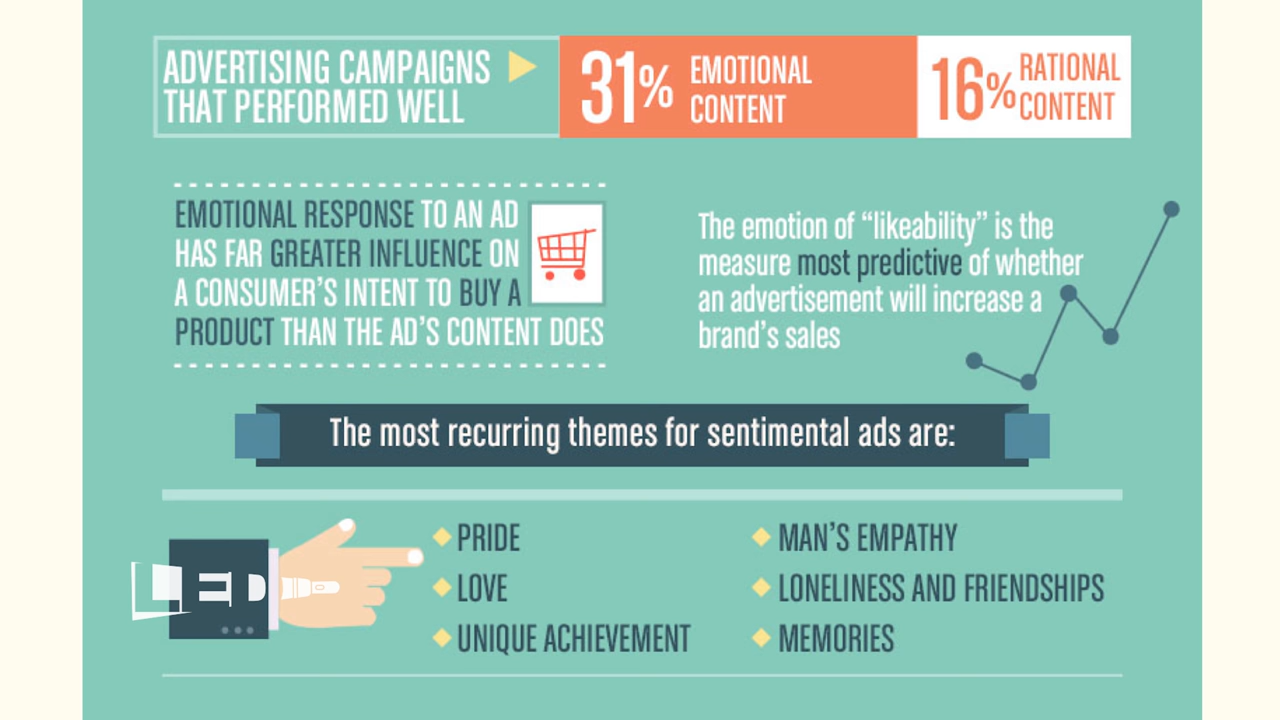 ADVERTISING CAMPAIGNS
THAT PERFORMED WELL
31% EMOTIONAL
CONTENT
16% RATIONAL
CONTENT
EMOTIONAL RESPONSE TO AN AD
HAS FAR GREATER INFLUENCE ON
A CONSUMER'S INTENT TO BUY A
PRODUCT THAN THE AD'S CONTENT DOES
The emotion of “likeability” is the
measure most predictive of whether
an advertisement will increase a
brand's sales
The most recurring themes for sentimental ads are:
PRIDE
LOVE
UNIQUE ACHIEVEMENT
MAN'S EMPATHY
LONELINESS AND FRIENDSHIPS
MEMORIES